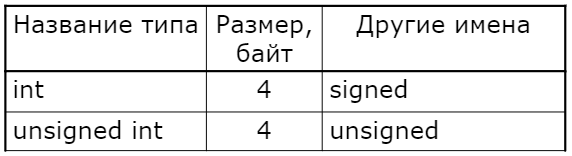 Название типа Размер, байт Другие имена
int 4 signed
unsigned int 4 unsigned